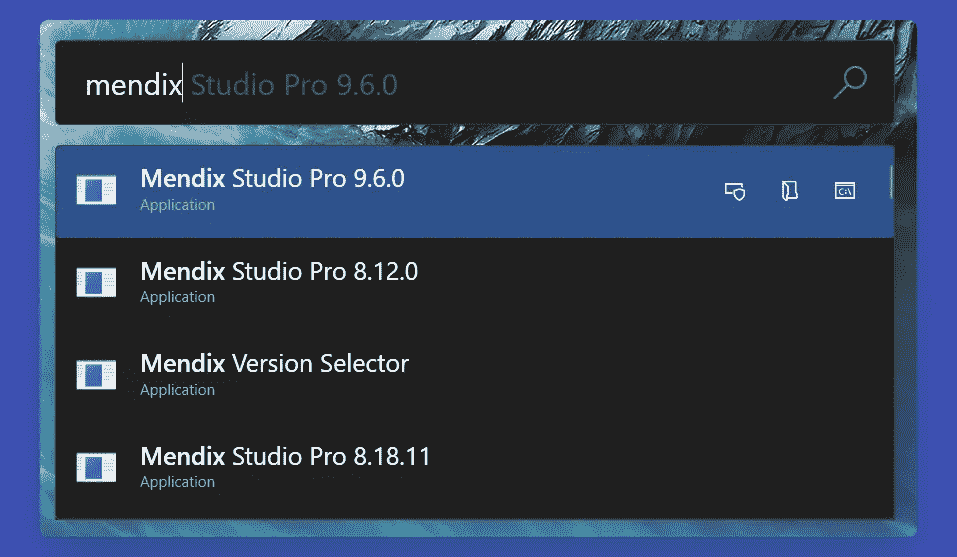 mendix Studio Pro 9.6.0
Mendix Studio Pro 9.6.0
Application
C:\
Mendix Studio Pro 8.12.0
Application
Mendix Version Selector
Application
Mendix Studio Pro 8.18.11
Application